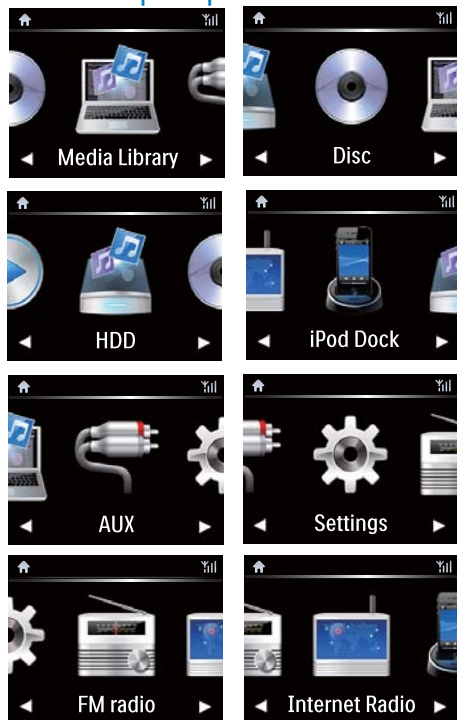 Media Library
Disc
HDD
iPod Dock
AUX
Settings
FM radio
Internet Radio